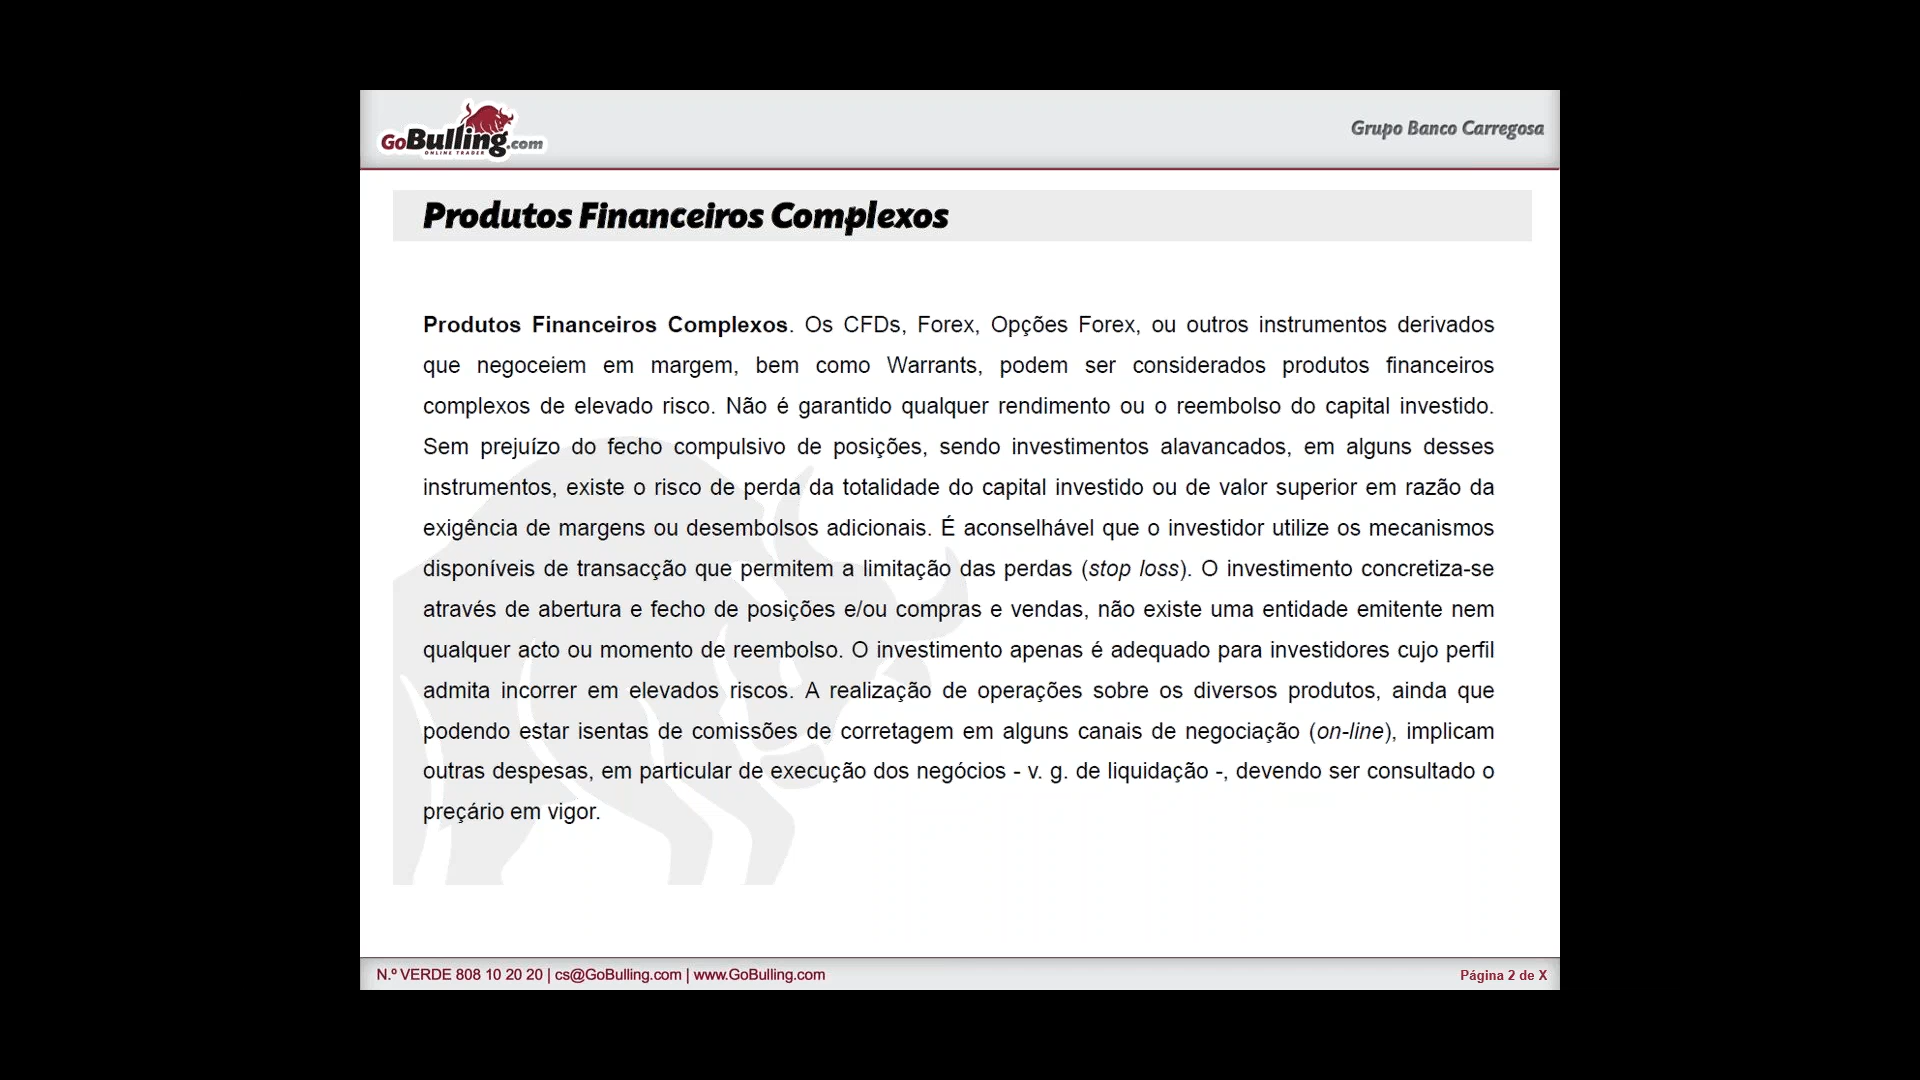 GoBulling.com
ONLINE TRADER
Grupo Banco Carregosa
Produtos Financeiros Complexos
Produtos Financeiros Complexos. Os CFDs, Forex, Opções Forex, ou outros instrumentos derivados
que negoceiem em margem, bem como Warrants, podem ser considerados produtos financeiros
complexos de elevado risco. Não é garantido qualquer rendimento ou o reembolso do capital investido.
Sem prejuízo do fecho compulsivo de posições, sendo investimentos alavancados, em alguns desses
instrumentos, existe o risco de perda da totalidade do capital investido ou de valor superior em razão da
exigência de margens ou desembolsos adicionais. É aconselhável que o investidor utilize os mecanismos
disponíveis de transacção que permitem a limitação das perdas (stop loss). O investimento concretiza-se
através de abertura e fecho de posições e/ou compras e vendas, não existe uma entidade emitente nem
qualquer acto ou momento de reembolso. O investimento apenas é adequado para investidores cujo perfil
admita incorrer em elevados riscos. A realização de operações sobre os diversos produtos, ainda que
podendo estar isentas de comissões de corretagem em alguns canais de negociação (on-line), implicam
outras despesas, em particular de execução dos negócios - v. g. de liquidação -, devendo ser consultado o
preçário em vigor.
N.º VERDE 808 10 20 20 | cs@GoBulling.com | www.GoBulling.com
Página 2 de X